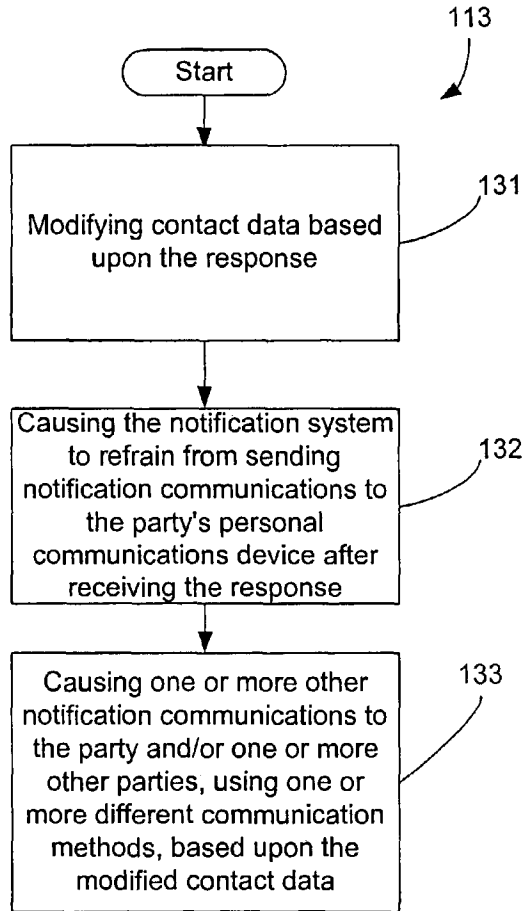 113
Start
131
Modifying contact data based
upon the response
Causing the notification system
to refrain from sending
notification communications to
the party's personal
communications device after
receiving the response
132
Causing one or more other
notification communications to
the party and/or one or more
other parties, using one or
more different communication
methods, based upon the
modified contact data
133